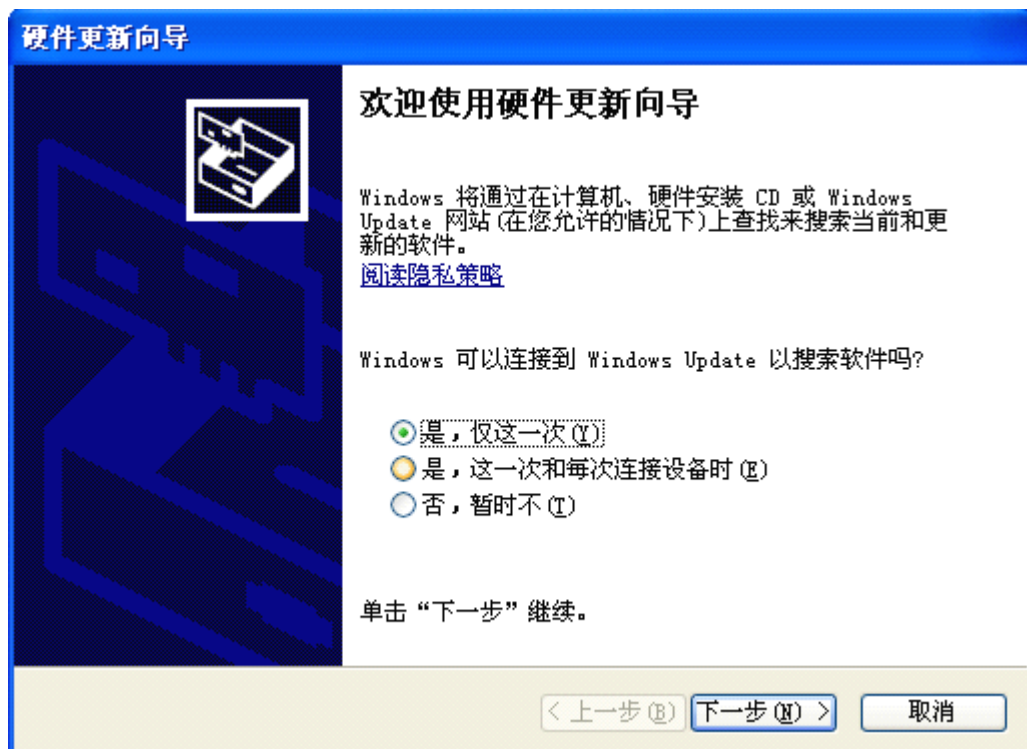 硬件更新向导
欢迎使用硬件更新向导
Windows 将通过在计算机、硬件安装 CD 或 Windows
Update 网站(在您允许的情况下)上查找来搜索当前和更
新的软件。
阅读隐私策略
Windows 可以连接到 Windows Update 以搜索软件吗?
是，仅这一次(Y)
是，这一次和每次连接设备时(E)
否，暂时不(T)
单击“下一步”继续。
< 上一步(B) 下一步(N) > 取消